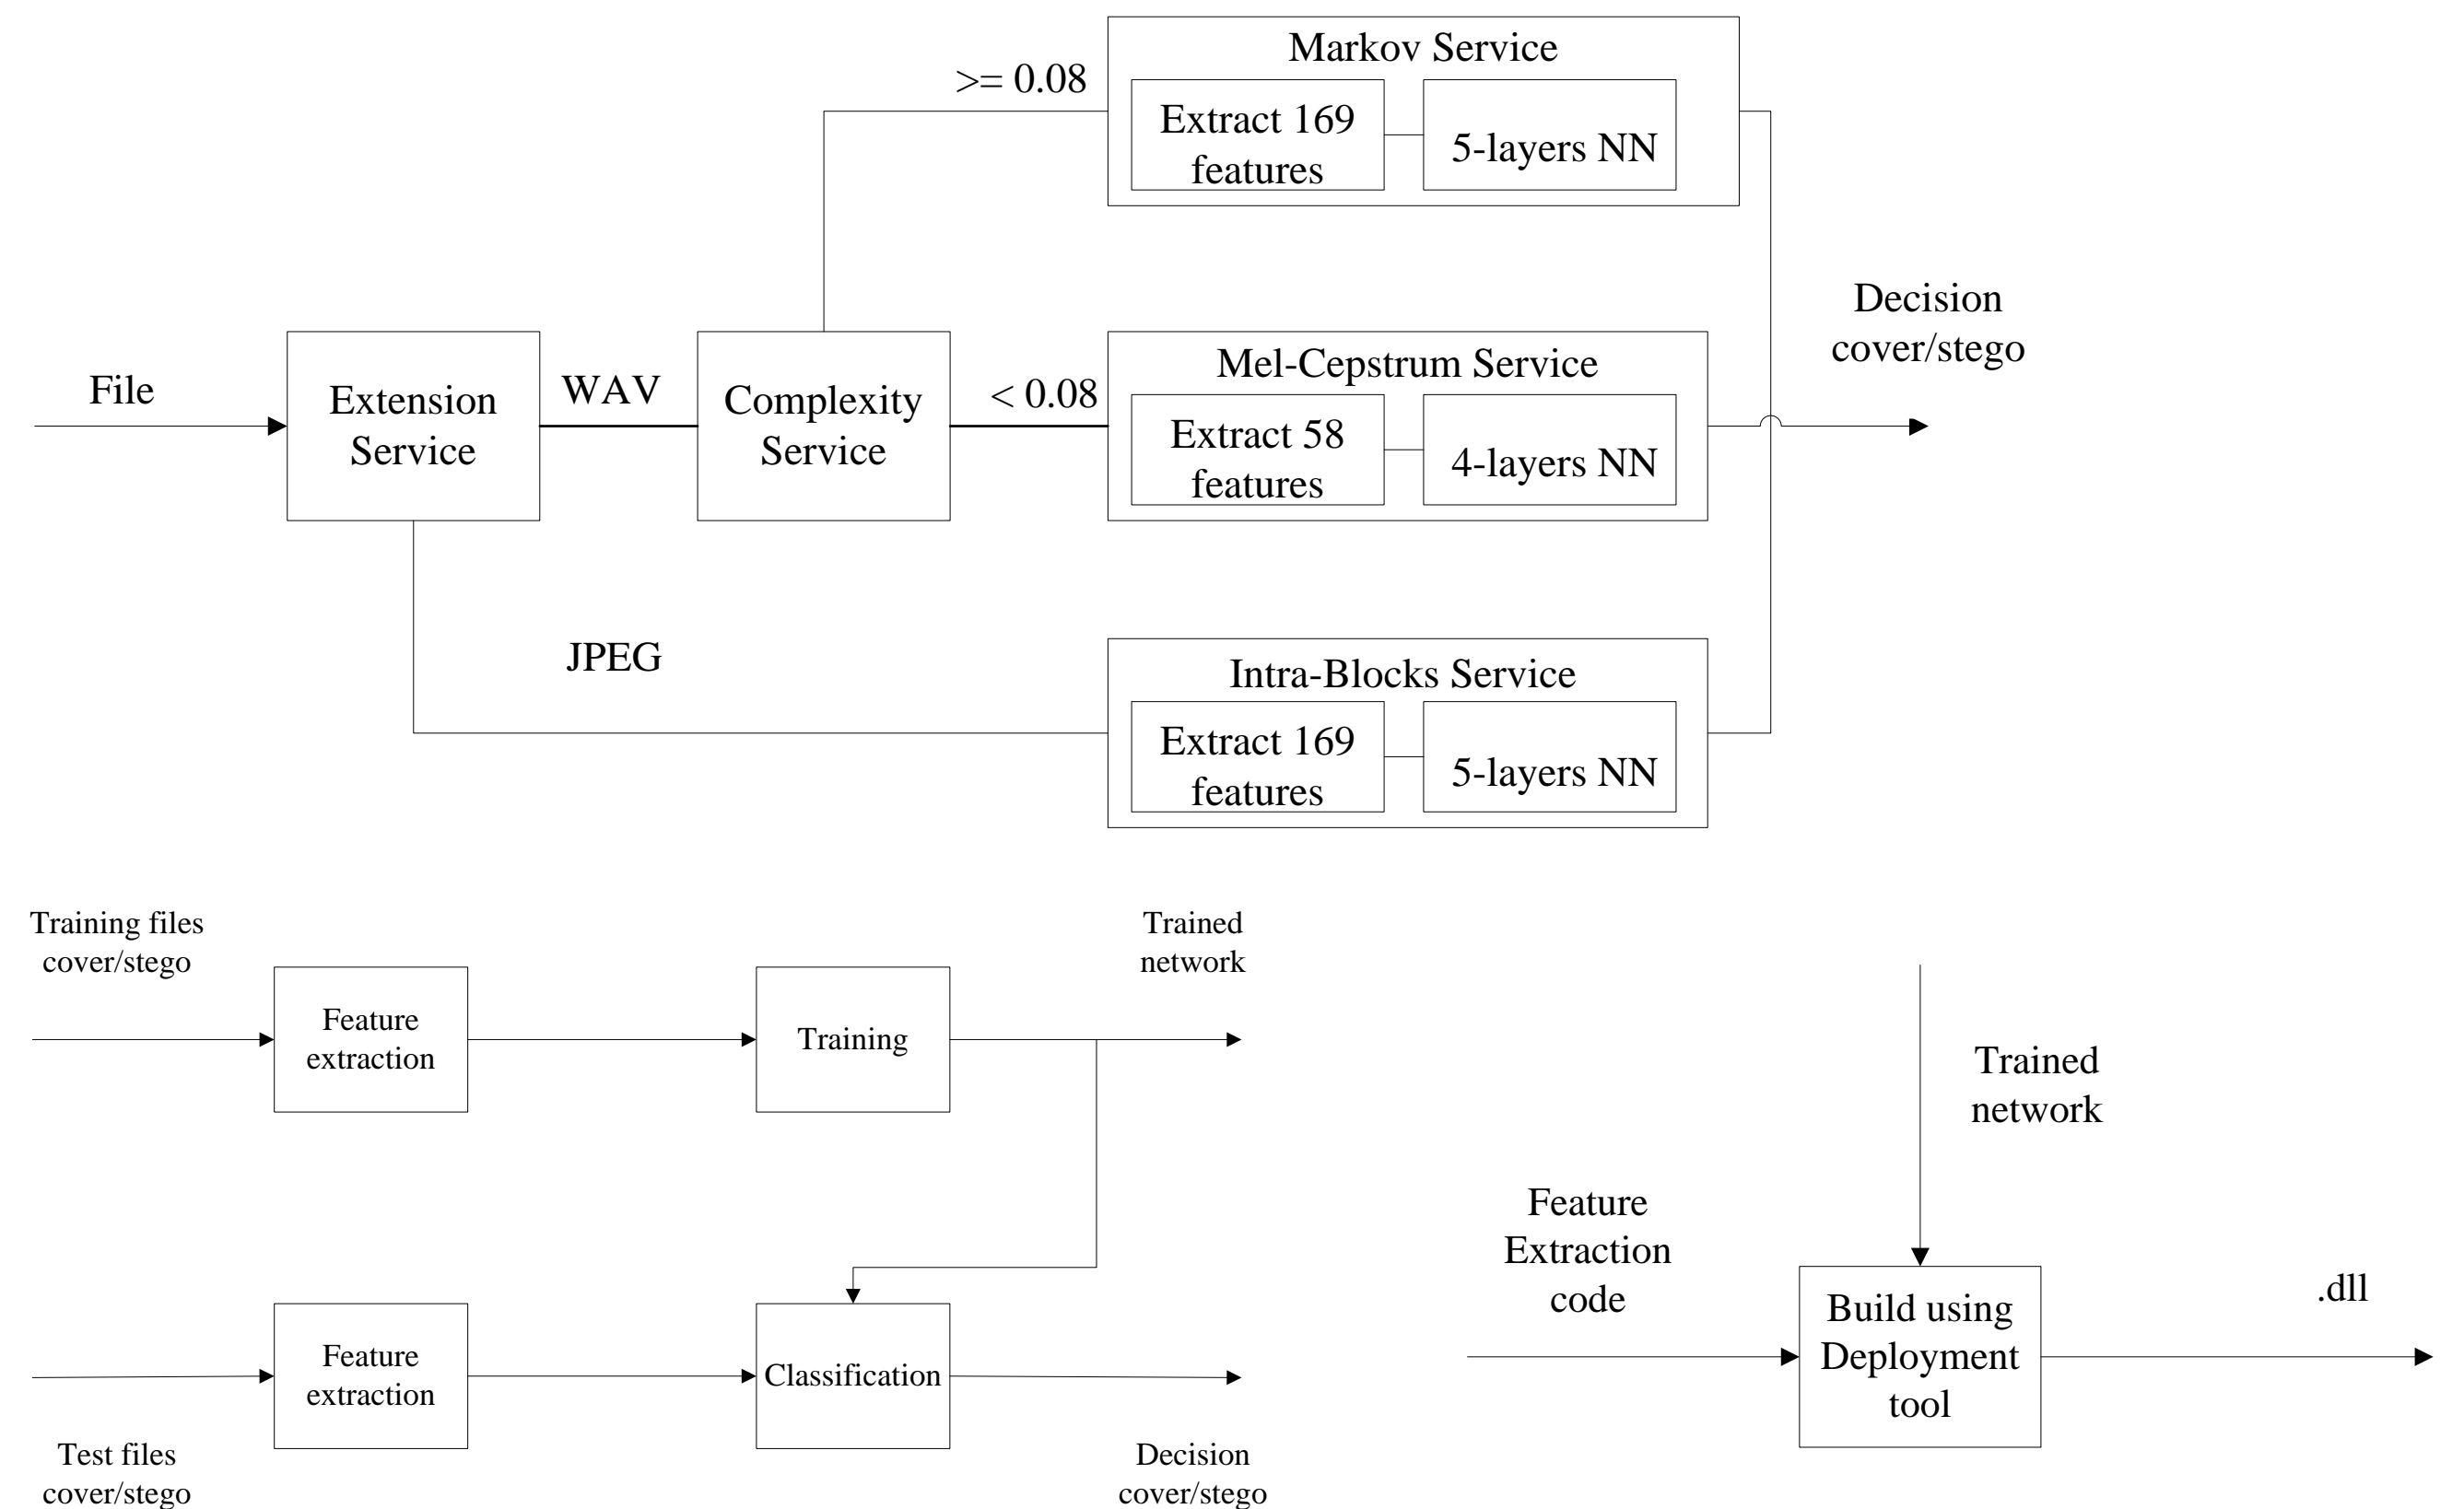 Markov Service
>= 0.08
Extract 169
features
5-layers NN
Decision
cover/stego
File
Extension
Service
WAV
Complexity
Service
< 0.08
Mel-Cepstrum Service
Extract 58
features
4-layers NN
JPEG
Intra-Blocks Service
Extract 169
features
5-layers NN
Training files
cover/stego
Feature
extraction
Training
Trained
network
Trained
network
Feature
Extraction
code
Build using
Deployment
tool
.dll
Feature
extraction
Classification
Test files
cover/stego
Decision
cover/stego